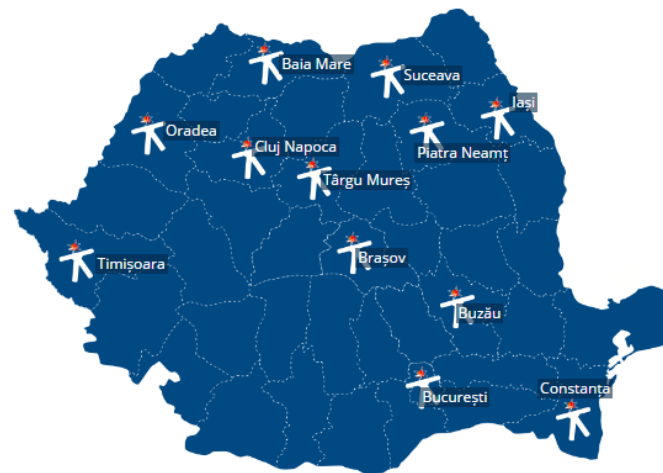 Baia Mare
Suceava
Iași
Oradea
Cluj Napoca
Piatra Neamț
Târgu Mureș
Brașov
Timișoara
Buzău
București
Constanța